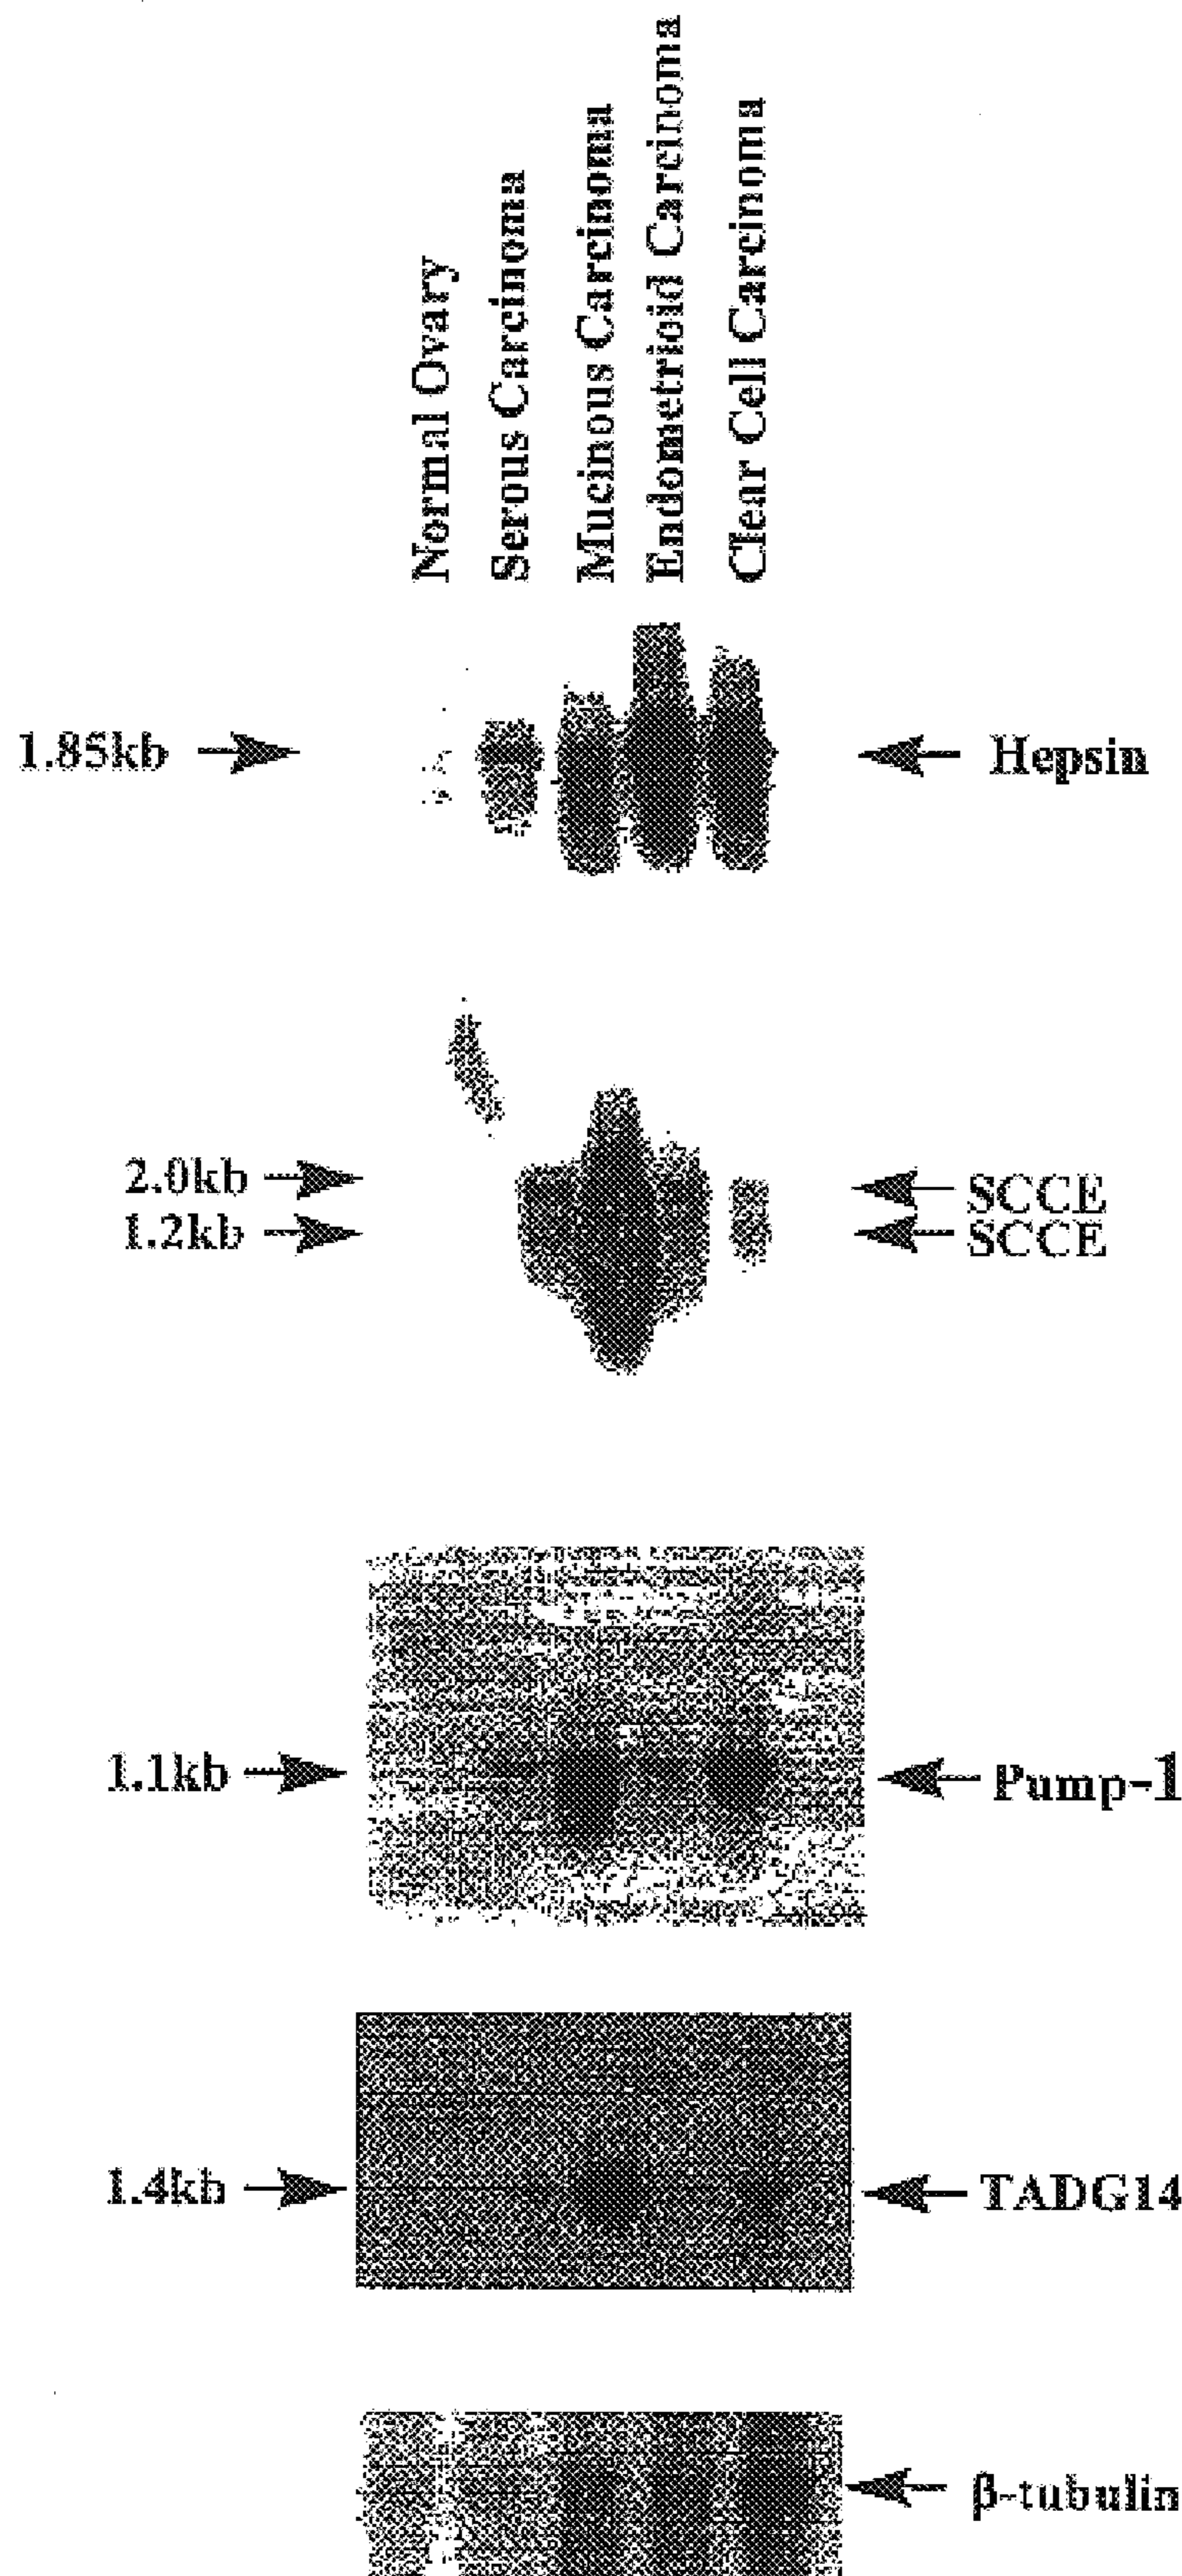 Normal Ovary
Serous Carcinoma
Mucinous Carcinoma
Endometrioid Carcinoma
Clear Cell Carcinoma
1.85kb
Hepsin
2.0kb
SCCE
1.2kb
SCCE
1.1kb
Pump-1
1.4kb
TADG14
β-tubulin